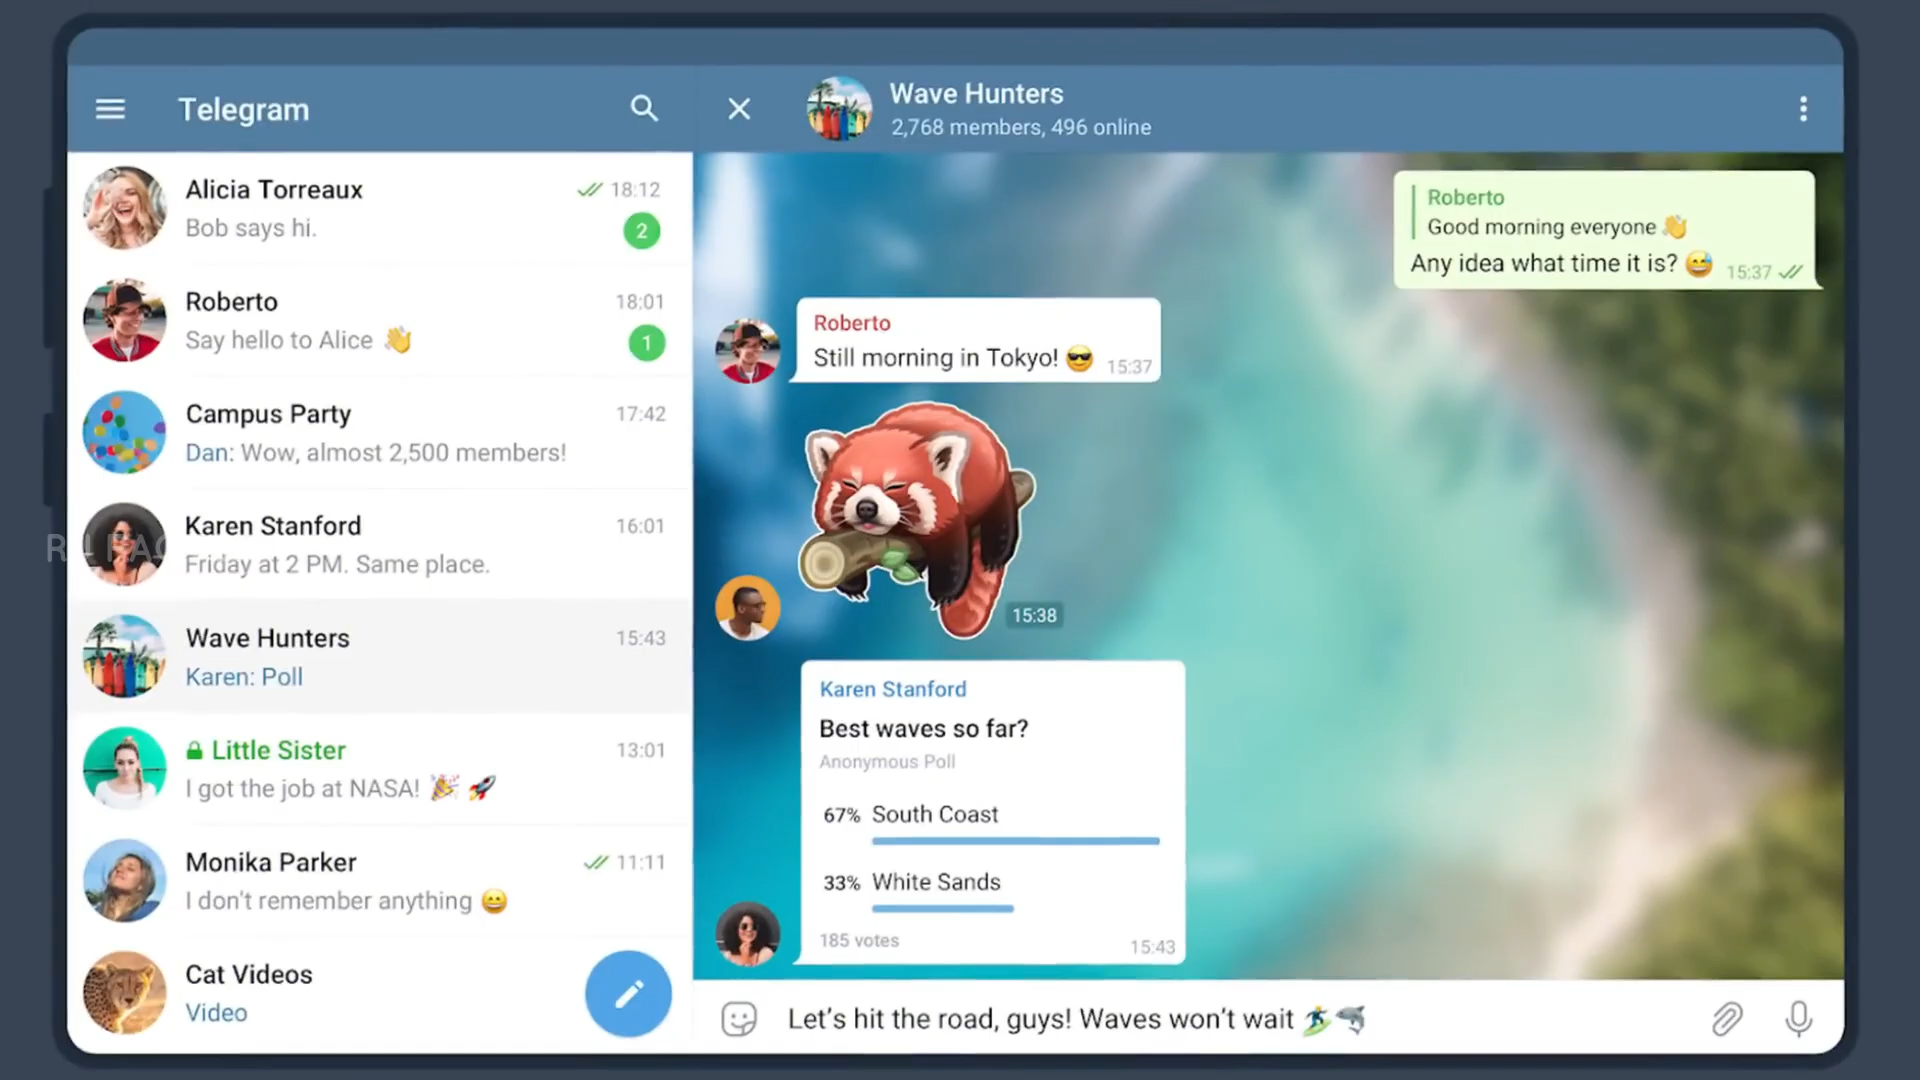 Telegram
Alicia Torreaux 18:12
Bob says hi. 2
Roberto 18:01
Say hello to Alice 👋 1
Campus Party 17:42
Dan: Wow, almost 2,500 members!
Karen Stanford 16:01
Friday at 2 PM. Same place.
Wave Hunters 15:43
Karen: Poll
Little Sister 13:01
I got the job at NASA! 🎉 🚀
Monika Parker 11:11
I don't remember anything 😄
Cat Videos
Video
Wave Hunters
2,768 members, 496 online
Roberto
Good morning everyone 👋
Any idea what time it is? 😅 15:37
Roberto
Still morning in Tokyo! 😎 15:37
15:38
Karen Stanford
Best waves so far?
Anonymous Poll
67% South Coast
33% White Sands
185 votes 15:43
Let's hit the road, guys! Waves won't wait 🏄🐬